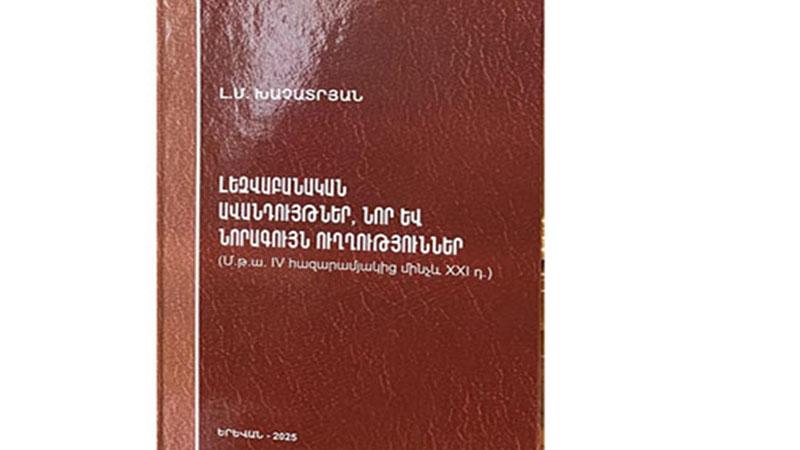 Լ.Մ. ԽԱՉԱՏՐՅԱՆ
ԼԵԶՎԱԲԱՆԱԿԱՆ
ԱՎԱՆԴՈՒՅԹՆԵՐ, ՆՈՐ ԵՎ
ՆՈՐԱԳՈՒՅՆ ՈՒՂՂՈՒԹՅՈՒՆՆԵՐ
(Մ.թ.ա. IV հազարամյակից մինչև XXI դ.)
ԵՐԵՎԱՆ - 2025